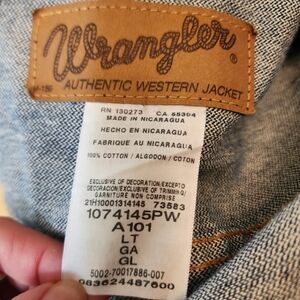 Wrangler
AUTHENTIC WESTERN JACKET
RN 130273 CA 55304
MADE IN NICARAGUA
HECHO EN NICARAGUA
FABRIQUE AU NICARAGUA
100% COTTON / ALGODON / COTON
EXCLUSIVE OF DECORATION/EXCEPTO
DECORACION/EXCLUSIVE OF TRIMMING/
GARNITURE NON COMPRISE
21H10001314145 73583
1074145PW
A101
LT
GA
GL
5002-70017886-007
083624487600